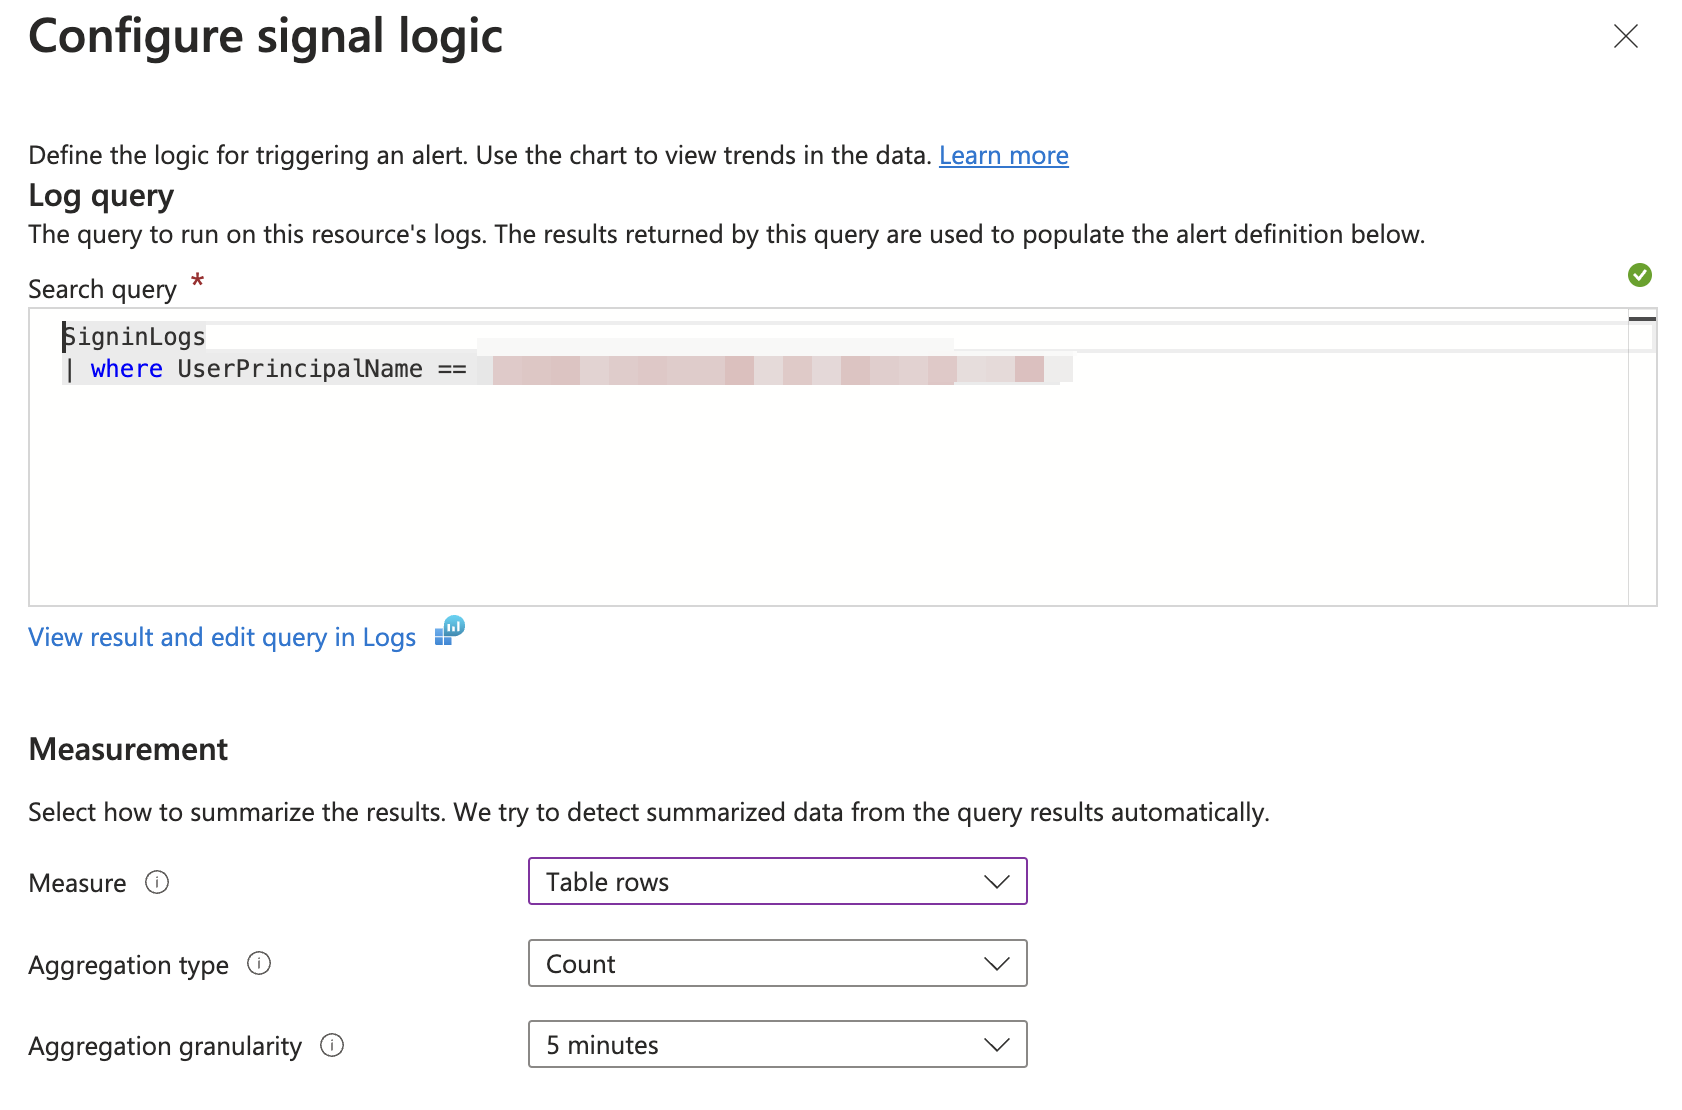 Configure signal logic
Define the logic for triggering an alert. Use the chart to view trends in the data. Learn more
Log query
The query to run on this resource's logs. The results returned by this query are used to populate the alert definition below.
Search query *
SigninLogs
| where UserPrincipalName ==
View result and edit query in Logs
Measurement
Select how to summarize the results. We try to detect summarized data from the query results automatically.
Measure Table rows
Aggregation type Count
Aggregation granularity 5 minutes